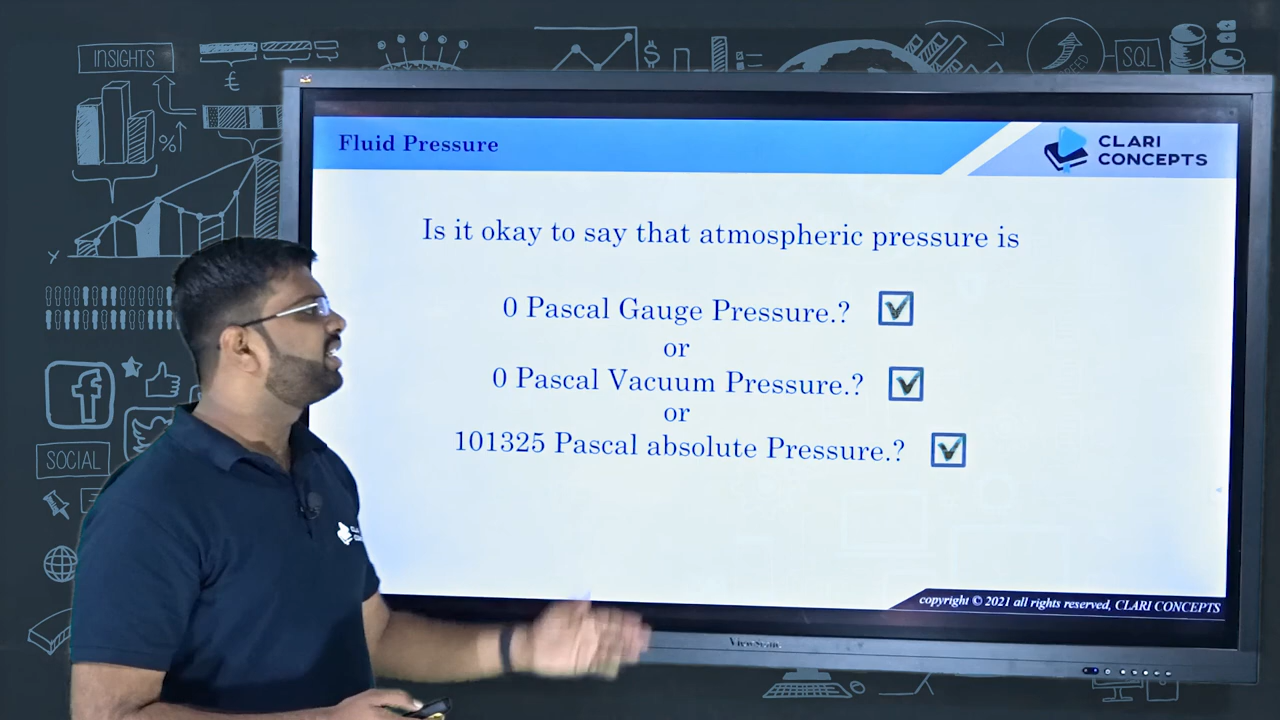 INSIGHTS
$
SQL
€
%
Fluid Pressure
CLARI
CONCEPTS
Is it okay to say that atmospheric pressure is
0 Pascal Gauge Pressure.?
or
0 Pascal Vacuum Pressure.?
or
101325 Pascal absolute Pressure.?
x
f
SOCIAL
copyright © 2021 all rights reserved, CLARI CONCEPTS
ViewSonic